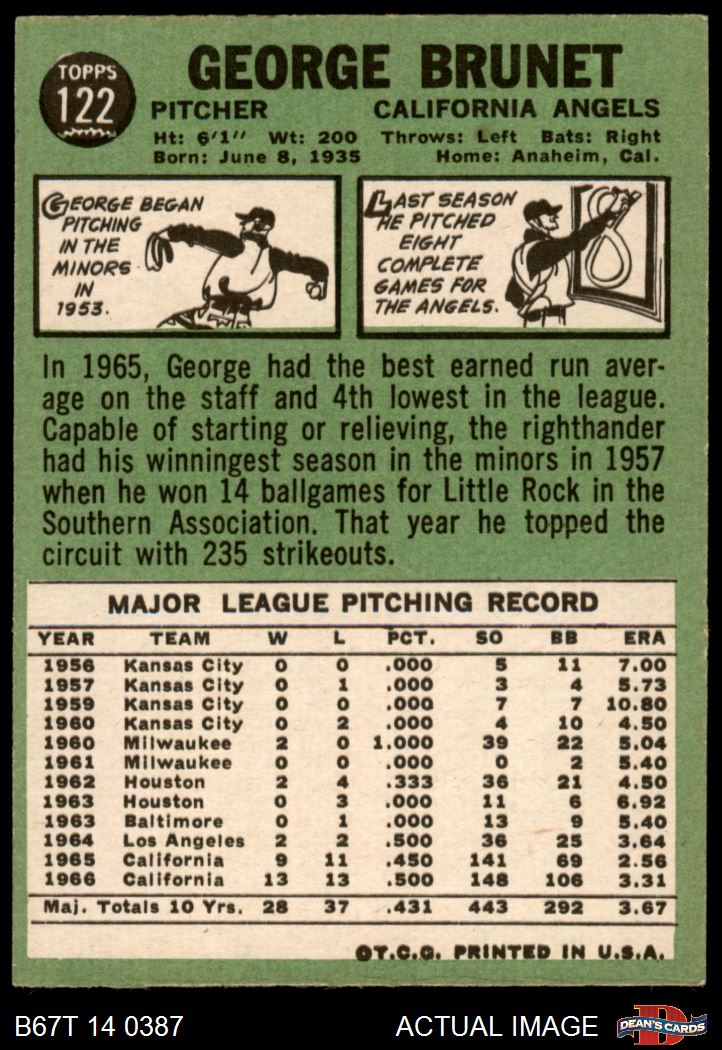 TOPPS
122
GEORGE BRUNET
PITCHER CALIFORNIA ANGELS
Ht: 6'1" Wt: 200 Throws: Left Bats: Right
Born: June 8, 1935 Home: Anaheim, Cal.
GEORGE BEGAN
PITCHING
IN THE
MINORS
IN
1953.
LAST SEASON
HE PITCHED
EIGHT
COMPLETE
GAMES FOR
THE ANGELS.
In 1965, George had the best earned run aver-
age on the staff and 4th lowest in the league.
Capable of starting or relieving, the righthander
had his winningest season in the minors in 1957
when he won 14 ballgames for Little Rock in the
Southern Association. That year he topped the
circuit with 235 strikeouts.
MAJOR LEAGUE PITCHING RECORD
YEAR TEAM W L PCT. SO BB ERA
1956 Kansas City 0 0 .000 5 11 7.00
1957 Kansas City 0 1 .000 3 4 5.73
1959 Kansas City 0 0 .000 7 7 10.80
1960 Kansas City 0 2 .000 4 10 4.50
1960 Milwaukee 2 0 1.000 39 22 5.04
1961 Milwaukee 0 0 .000 0 2 5.40
1962 Houston 2 4 .333 36 21 4.50
1963 Houston 0 3 .000 11 6 6.92
1963 Baltimore 0 1 .000 13 9 5.40
1964 Los Angeles 2 2 .500 36 25 3.64
1965 California 9 11 .450 141 69 2.56
1966 California 13 13 .500 148 106 3.31
Maj. Totals 10 Yrs. 28 37 .431 443 292 3.67
©T.C.G. PRINTED IN U.S.A.
B67T 14 0387 ACTUAL IMAGE
D
DEAN'S CARDS